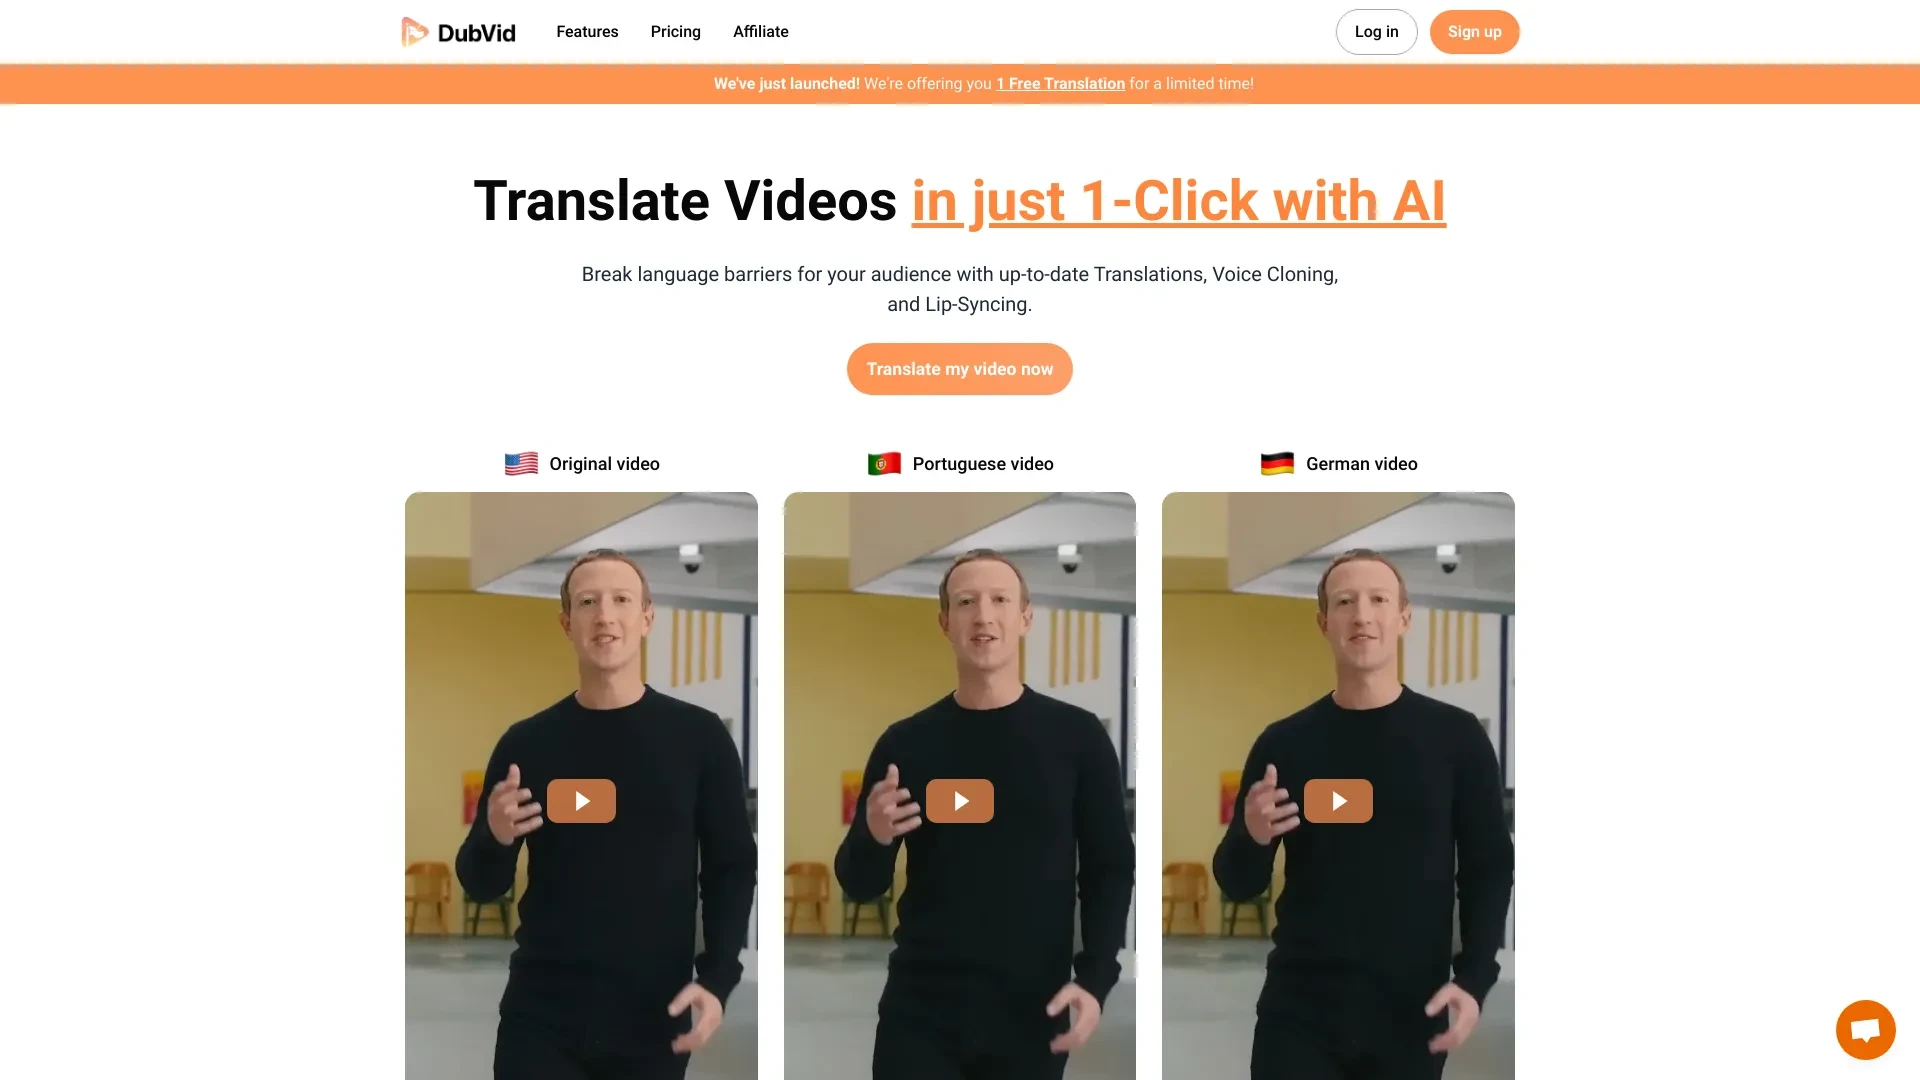 DubVid
Features
Pricing
Affiliate
Log in
Sign up
We've just launched! We're offering you 1 Free Translation for a limited time!
Translate Videos in just 1-Click with AI
Break language barriers for your audience with up-to-date Translations, Voice Cloning,
and Lip-Syncing.
Translate my video now
Original video
Portuguese video
German video